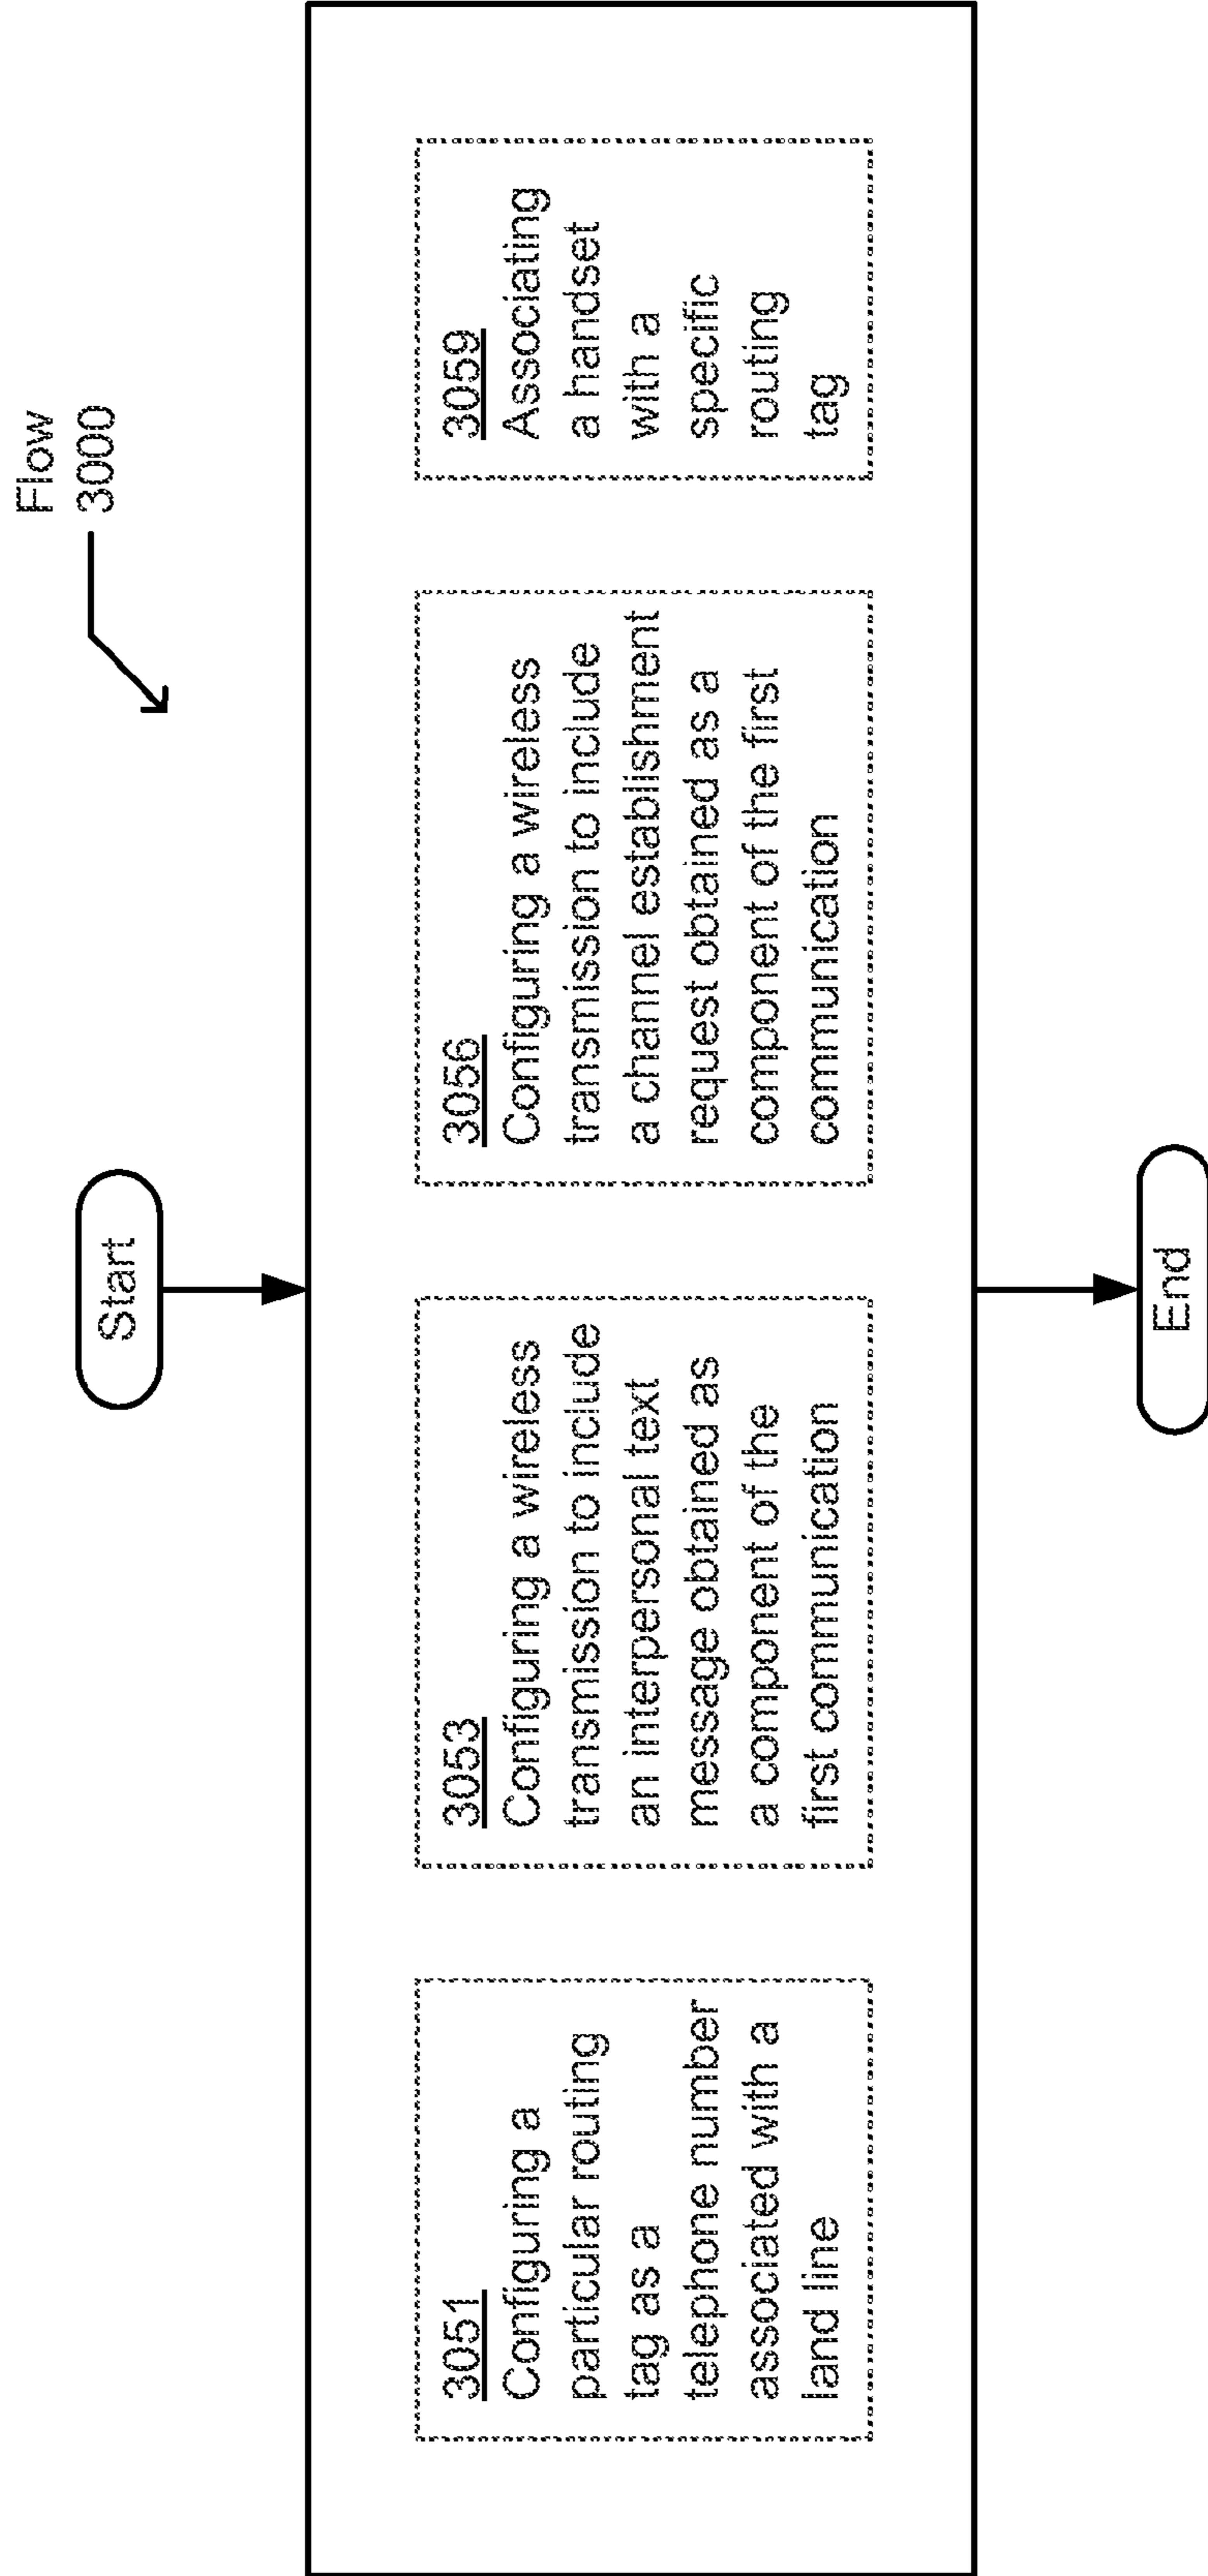 Flow
3000
Start
3051
Configuring a
particular routing
tag as a
telephone number
associated with a
land line
3053
Configuring a wireless
transmission to include
an interpersonal text
message obtained as
a component of the
first communication
3056
Configuring a wireless
transmission to include
a channel establishment
request obtained as a
component of the first
communication
3059
Associating
a handset
with a
specific
routing
tag
End